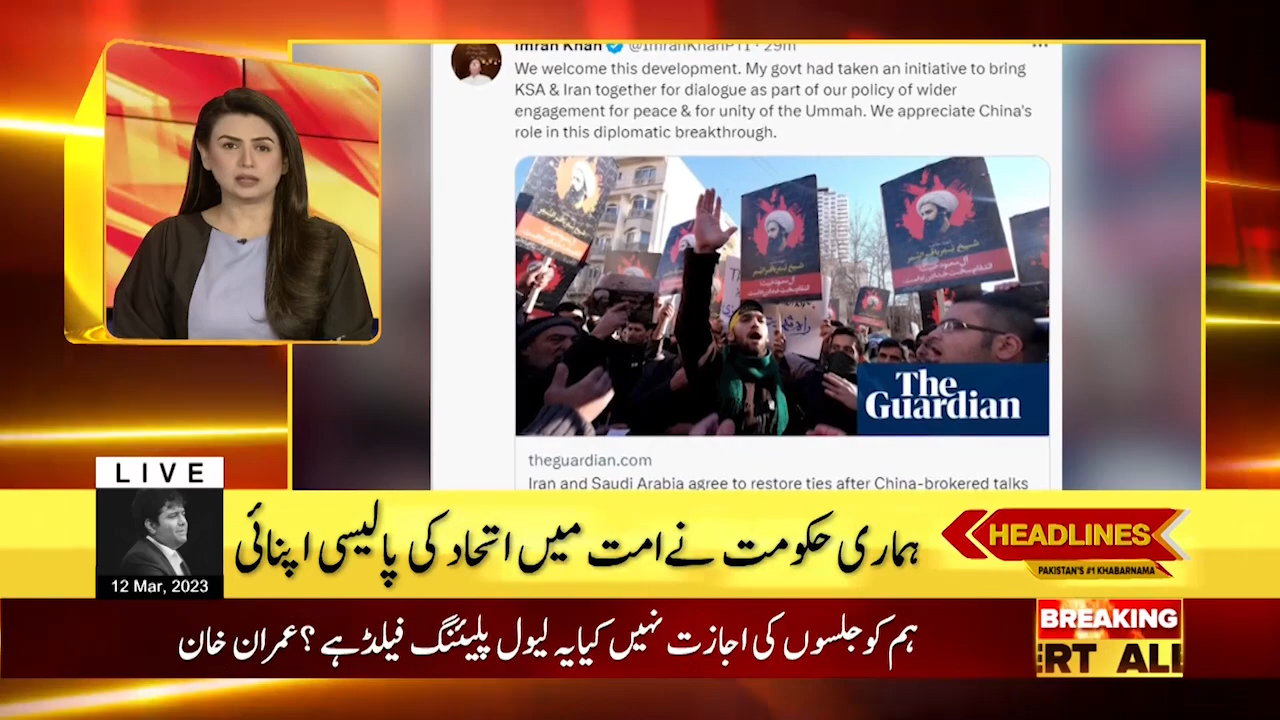 Imran Khan @ImranKhanPTI · 29m
We welcome this development. My govt had taken an initiative to bring
KSA & Iran together for dialogue as part of our policy of wider
engagement for peace & for unity of the Ummah. We appreciate China's
role in this diplomatic breakthrough.
The
Guardian
theguardian.com
Iran and Saudi Arabia agree to restore ties after China-brokered talks
LIVE
12 Mar, 2023
ہماری حکومت نے امت میں اتحاد کی پالیسی اپنائی
HEADLINES
PAKISTAN'S #1 KHABARNAMA
ہم کو جلسوں کی اجازت نہیں کیا یہ لیول پلیئنگ فیلڈ ہے ؟ عمران خان
BREAKING
ERT ALL